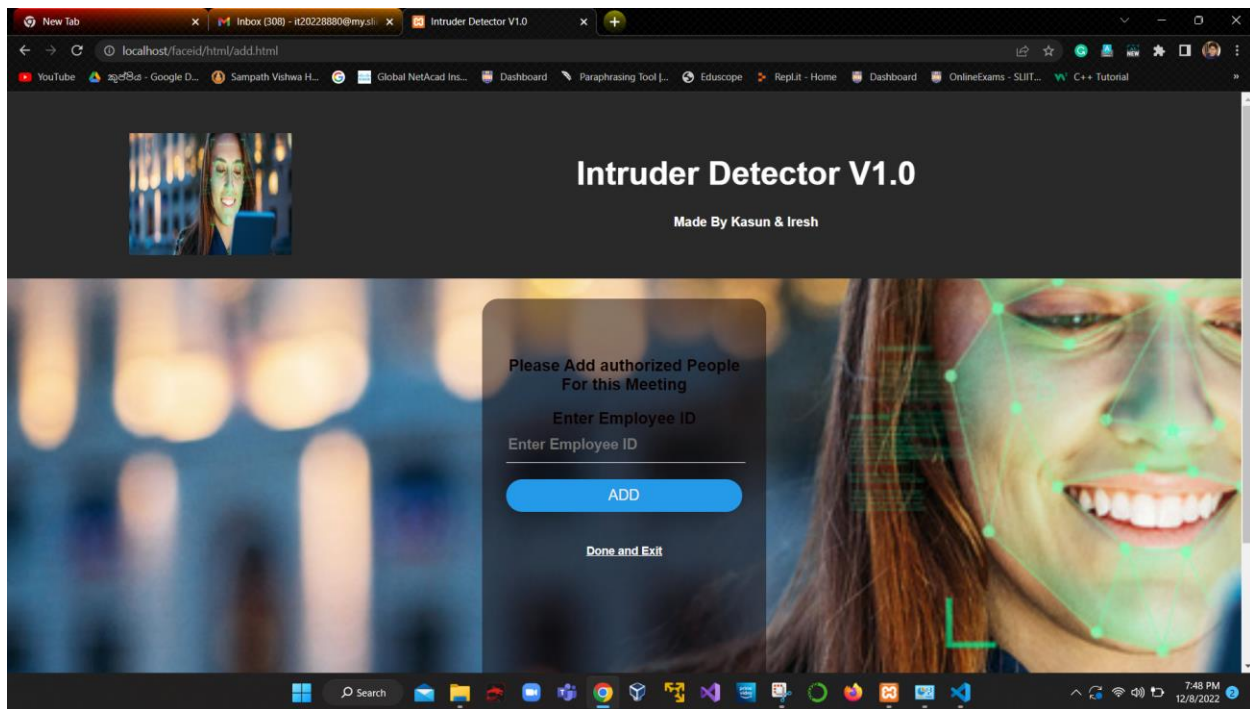 New Tab
Inbox (308) - it20228880@my.sli
Intruder Detector V1.0
localhost/faceid/html/add.html
YouTube
Google D...
Sampath Vishwa H...
Global NetAcad Ins...
Dashboard
Paraphrasing Tool |...
Eduscope
Repl.it - Home
Dashboard
OnlineExams - SLIIT...
C++ Tutorial
»
Intruder Detector V1.0
Made By Kasun & Iresh
Please Add authorized People
For this Meeting
Enter Employee ID
Enter Employee ID
ADD
Done and Exit
Search
7:48 PM
12/8/2022
2